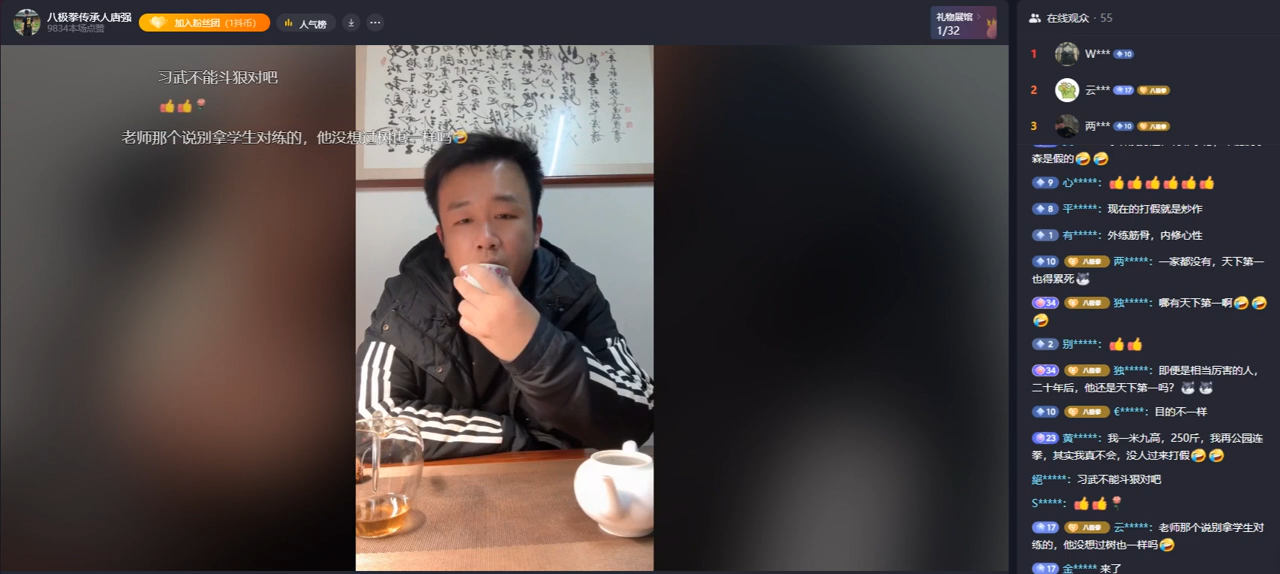 八极拳传承人唐强
9834本场点赞
加入粉丝团（1抖币）
人气榜
礼物展馆
1/32
在线观众 · 55
习武不能斗狠对吧
老师那个说别拿学生对练的，他没想过树也一样吗
1 W*** 10
2 云*** 17 八极拳
3 两*** 10 八极拳
森是假的
9 心*****：
8 平*****：现在的打假就是炒作
1 有*****：外练筋骨，内修心性
10 八极拳 两*****：一家都没有，天下第一
也得累死
34 八极拳 独*****：哪有天下第一啊
2 别*****：
34 八极拳 独*****：即便是相当厉害的人，
二十年后，他还是天下第一吗？
10 八极拳 €*****：目的不一样
23 黄*****：我一米九高，250斤，我再公园连
拳，其实我真不会，没人过来打假
絕*****：习武不能斗狠对吧
S*****：
17 八极拳 云*****：老师那个说别拿学生对
练的，他没想过树也一样吗
17 金***** 来了